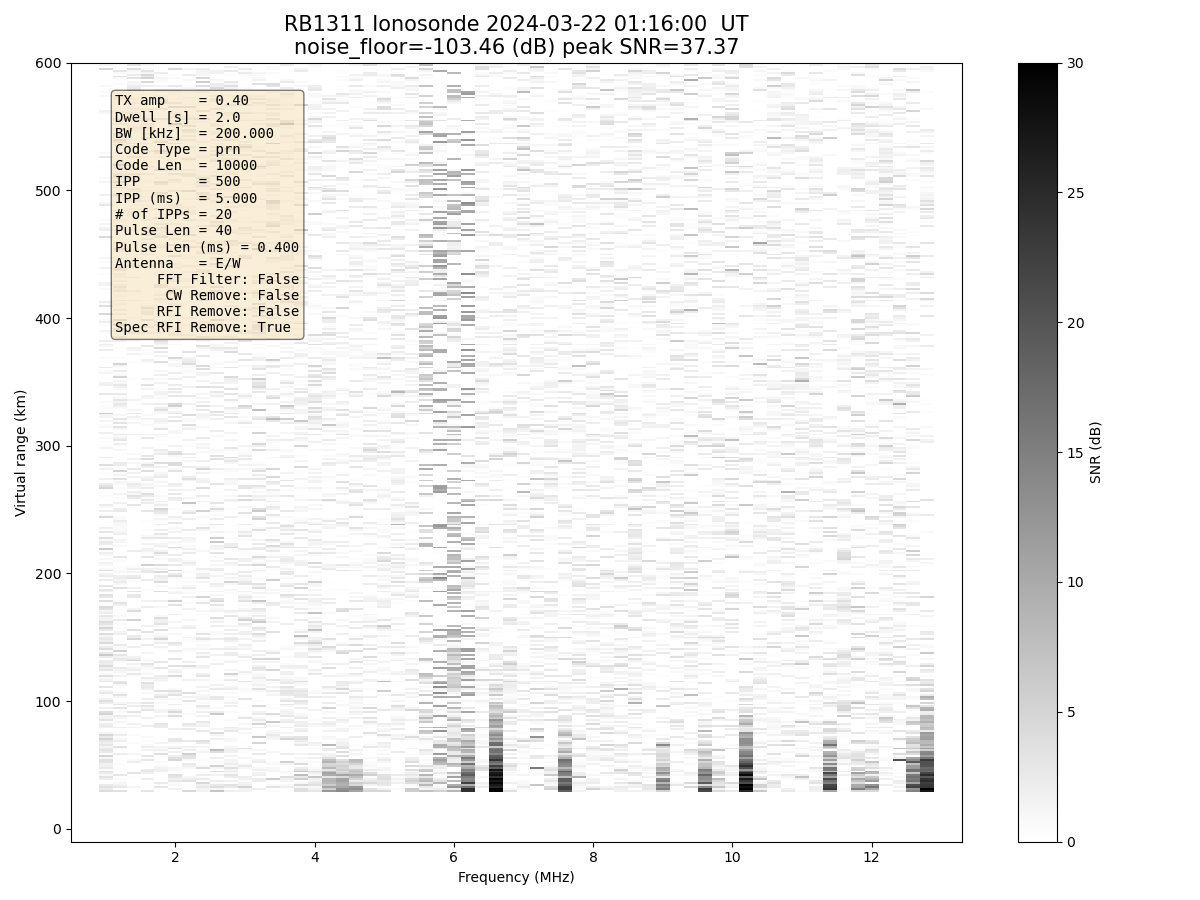 RB1311 Ionosonde 2024-03-22 01:16:00  UT
noise_floor=-103.46 (dB) peak SNR=37.37
TX amp    = 0.40
Dwell [s] = 2.0
BW [kHz]  = 200.000
Code Type = prn
Code Len  = 10000
IPP       = 500
IPP (ms)  = 5.000
# of IPPs = 20
Pulse Len = 40
Pulse Len (ms) = 0.400
Antenna   = E/W
FFT Filter: False
CW Remove: False
RFI Remove: False
Spec RFI Remove: True
600
500
400
300
200
100
0
Virtual range (km)
2 4 6 8 10 12
Frequency (MHz)
30
25
20
15
10
5
0
SNR (dB)